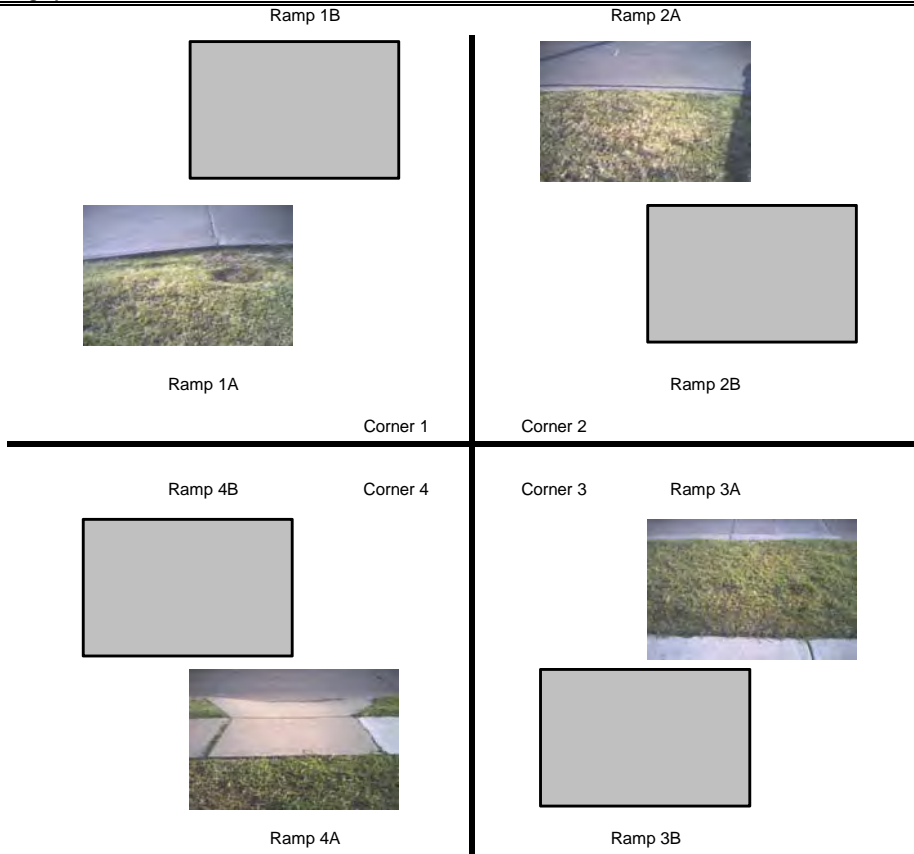 Ramp 1B
Ramp 2A
Ramp 1A
Ramp 2B
Corner 1
Corner 2
Ramp 4B
Corner 4
Corner 3
Ramp 3A
Ramp 4A
Ramp 3B